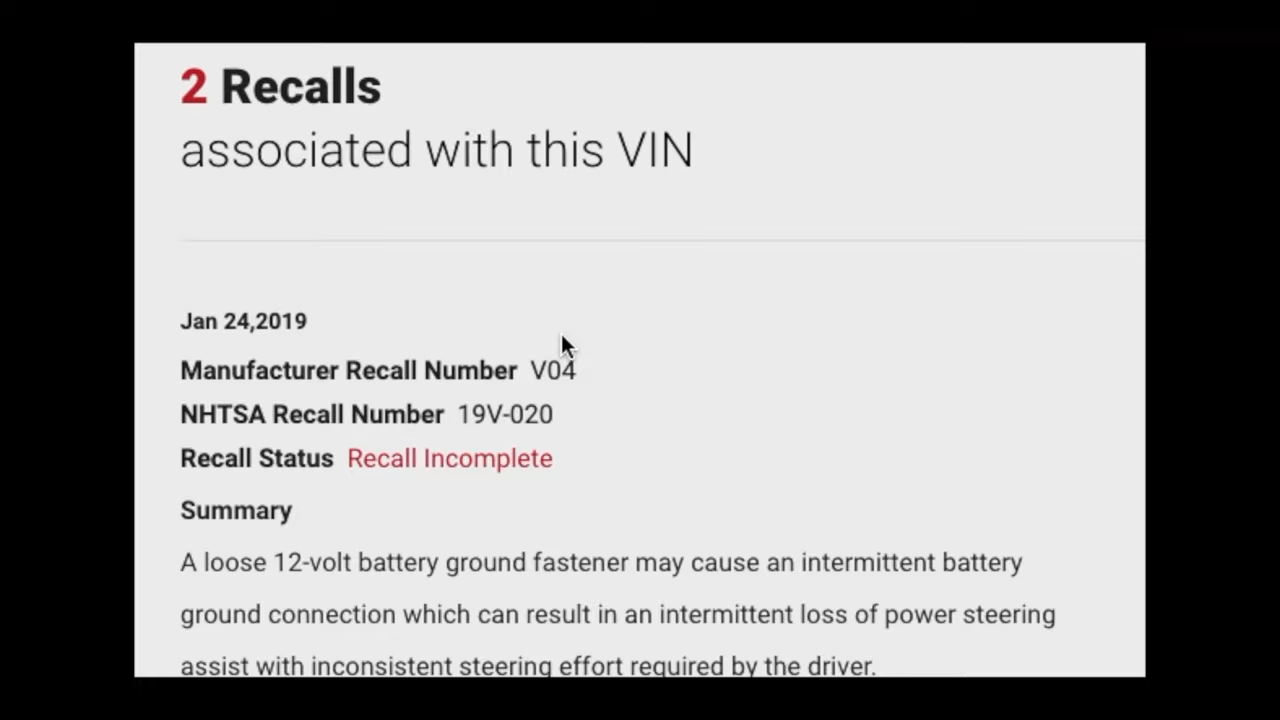 2 Recalls
associated with this VIN
Jan 24,2019
Manufacturer Recall Number V04
NHTSA Recall Number 19V-020
Recall Status Recall Incomplete
Summary
A loose 12-volt battery ground fastener may cause an intermittent battery
ground connection which can result in an intermittent loss of power steering
assist with inconsistent steering effort required by the driver.